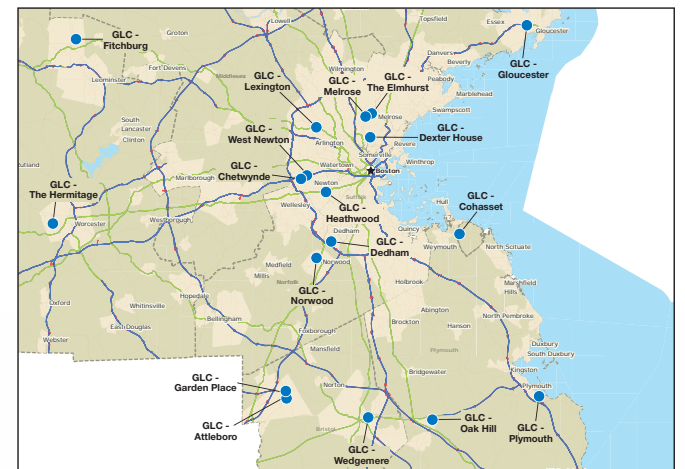 Topsfield
Essex
Gloucester
Lowell
Groton
GLC -
Fitchburg
GLC -
Gloucester
Danvers
Beverly
Wilmington
Fort Devens
Leominster
Middlesex
Peabody
GLC -
Lexington
GLC -
Melrose
GLC -
The Elmhurst
Marblehead
Swampscott
Melrose
South
Lancaster
Clinton
GLC -
West Newton
GLC -
Dexter House
Arlington
Revere
Somerville
Winthrop
Rutland
GLC -
Chetwynde
Watertown
Boston
Marlborough
Newton
GLC -
The Hermitage
Wellesley
Suffolk
GLC -
Heathwood
Hull
GLC -
Cohasset
Worcester
Westborough
Quincy
Dedham
GLC -
Dedham
Weymouth
North Scituate
Medfield
Norwood
Millis
Norfolk
GLC -
Norwood
Holbrook
Marshfield
Hills
Oxford
Hopedale
Whitinsville
Abington
North Pembroke
East Douglas
Bellingham
Brockton
Hanson
Webster
Foxborough
Mansfield
Plymouth
Duxbury
South Duxbury
Bridgewater
Kingston
GLC -
Garden Place
Norton
Plymouth
GLC -
Attleboro
Bristol
GLC -
Oak Hill
GLC -
Plymouth
GLC -
Wedgemere